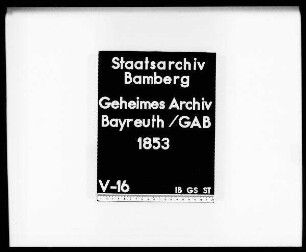 Staatsarchiv
Bamberg
Geheimes Archiv
Bayreuth /GAB
1853
V-16 IB GS ST